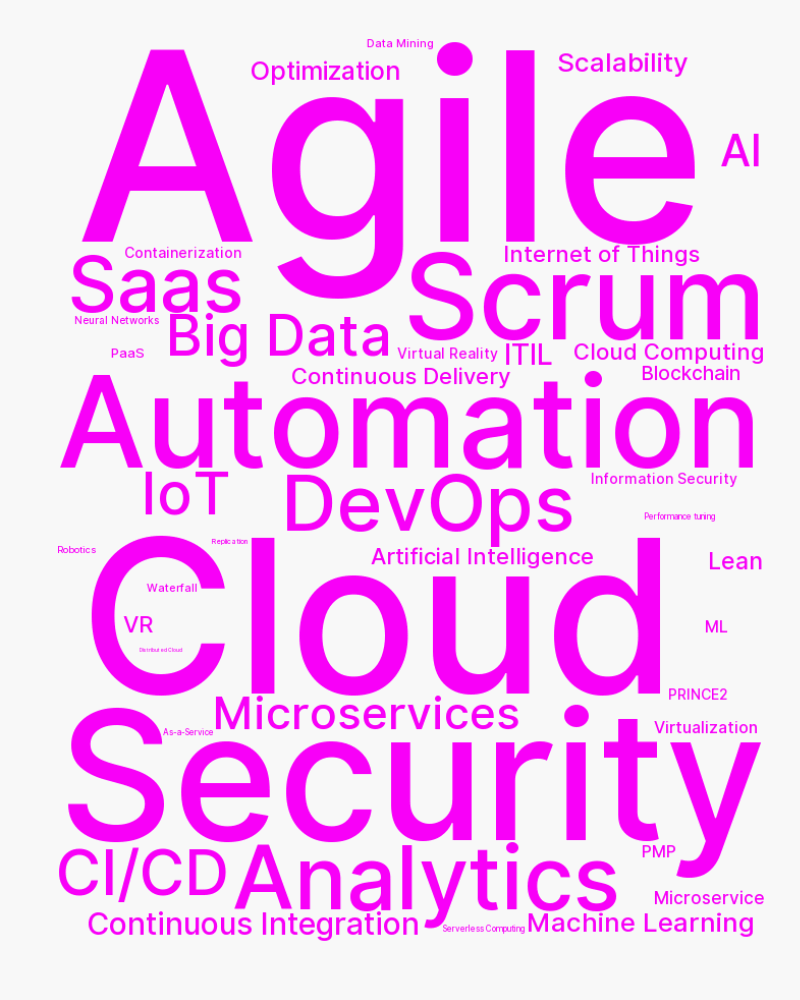 Data Mining
Optimization
Scalability
Agile
AI
Containerization
Internet of Things
Saas
Scrum
Neural Networks
Big Data
PaaS
Virtual Reality
ITIL
Cloud Computing
Continuous Delivery
Blockchain
Automation
IoT
DevOps
Information Security
Performance tuning
Robotics
Replication
Artificial Intelligence
Lean
Cloud
Waterfall
VR
ML
Distributed Cloud
PRINCE2
Microservices
Virtualization
As-a-Service
Security
PMP
CI/CD
Analytics
Microservice
Continuous Integration
Serverless Computing
Machine Learning